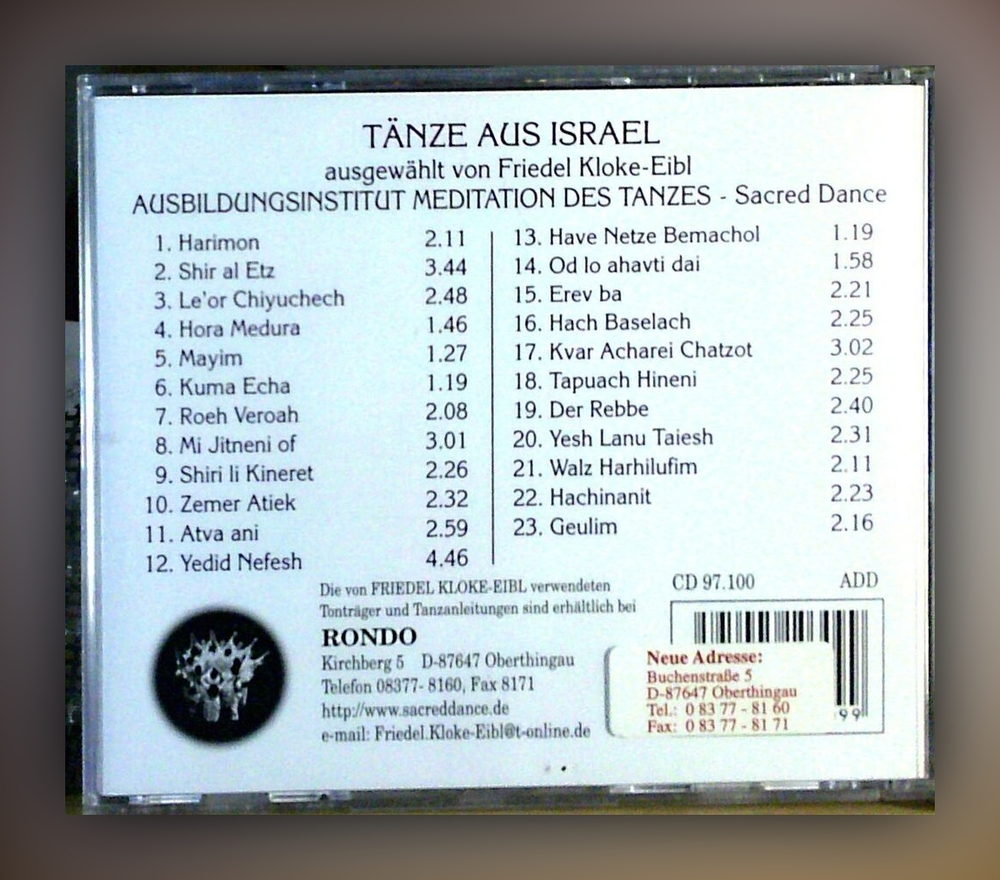 TÄNZE AUS ISRAEL
ausgewählt von Friedel Kloke-Eibl
AUSBILDUNGSINSTITUT MEDITATION DES TANZES - Sacred Dance
1. Harimon 2.11
2. Shir al Etz 3.44
3. Le'or Chiyuchech 2.48
4. Hora Medura 1.46
5. Mayim 1.27
6. Kuma Echa 1.19
7. Roeh Veroah 2.08
8. Mi Jitneni of 3.01
9. Shiri li Kineret 2.26
10. Zemer Atiek 2.32
11. Atva ani 2.59
12. Yedid Nefesh 4.46
13. Have Netze Bemachol 1.19
14. Od lo ahavti dai 1.58
15. Erev ba 2.21
16. Hach Baselach 2.25
17. Kvar Acharei Chatzot 3.02
18. Tapuach Hineni 2.25
19. Der Rebbe 2.40
20. Yesh Lanu Taiesh 2.31
21. Walz Harhilufim 2.11
22. Hachinanit 2.23
23. Geulim 2.16
Die von FRIEDEL KLOKE-EIBL verwendeten
Tonträger und Tanzanleitungen sind erhältlich bei
RONDO
Kirchberg 5 D-87647 Oberthingau
Telefon 08377- 8160, Fax 8171
http://www.sacreddance.de
e-mail: Friedel.Kloke-Eibl@t-online.de
CD 97.100 ADD
Neue Adresse:
Buchenstraße 5
D-87647 Oberthingau
Tel.: 0 83 77 - 81 60
Fax: 0 83 77 - 81 71
99